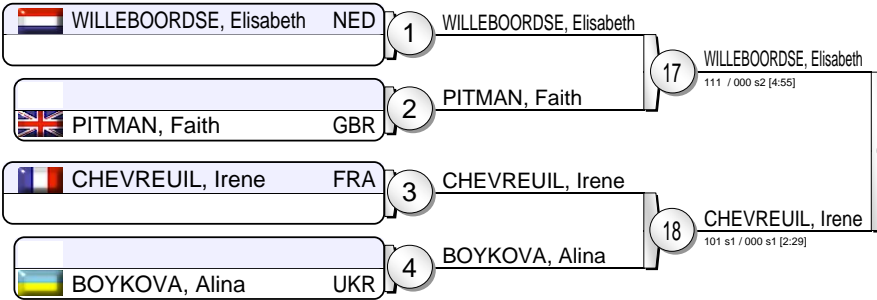 WILLEBOORDSE, Elisabeth NED
1
WILLEBOORDSE, Elisabeth
17
WILLEBOORDSE, Elisabeth
111 / 000 s2 [4:55]
PITMAN, Faith GBR
2
PITMAN, Faith
CHEVREUIL, Irene FRA
3
CHEVREUIL, Irene
18
CHEVREUIL, Irene
101 s1 / 000 s1 [2:29]
BOYKOVA, Alina UKR
4
BOYKOVA, Alina